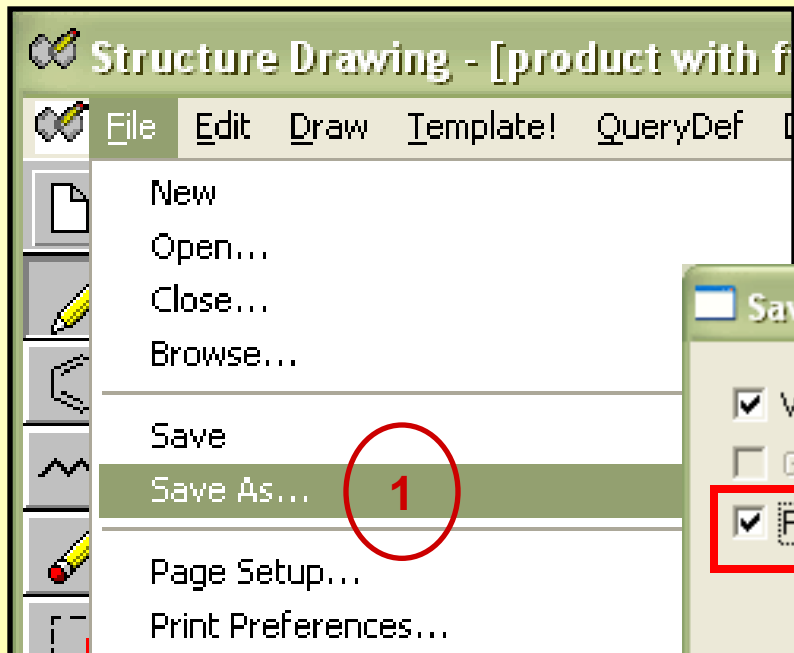 Structure Drawing - [product with f
File Edit Draw Template! QueryDef
New
Open...
Close...
Browse...
Save
Save As...
1
Page Setup...
Print Preferences...
Sav